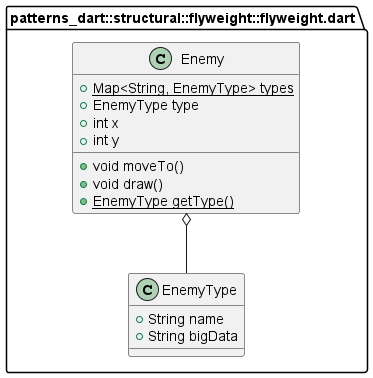 patterns_dart::structural::flyweight::flyweight.dart
C Enemy
Map<String, EnemyType> types
EnemyType type
int x
int y
void moveTo()
void draw()
EnemyType getType()
C EnemyType
String name
String bigData